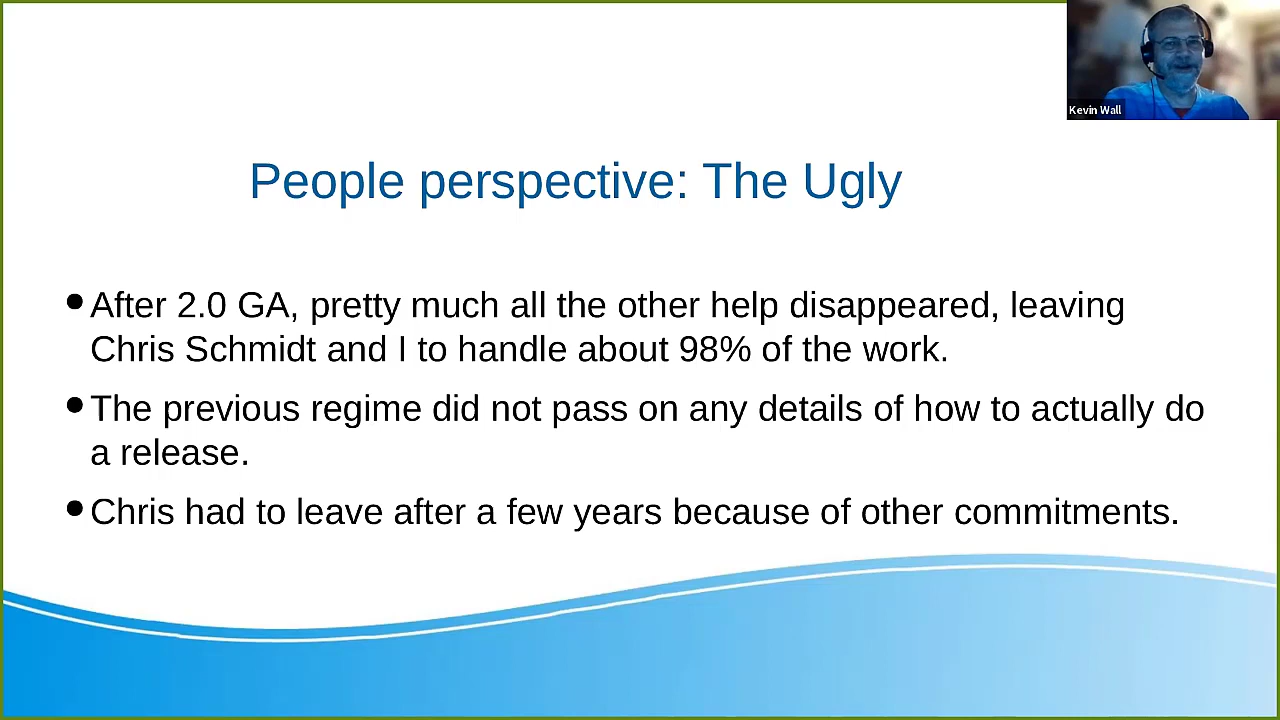 Kevin Wall
People perspective: The Ugly
● After 2.0 GA, pretty much all the other help disappeared, leaving
Chris Schmidt and I to handle about 98% of the work.
● The previous regime did not pass on any details of how to actually do
a release.
● Chris had to leave after a few years because of other commitments.